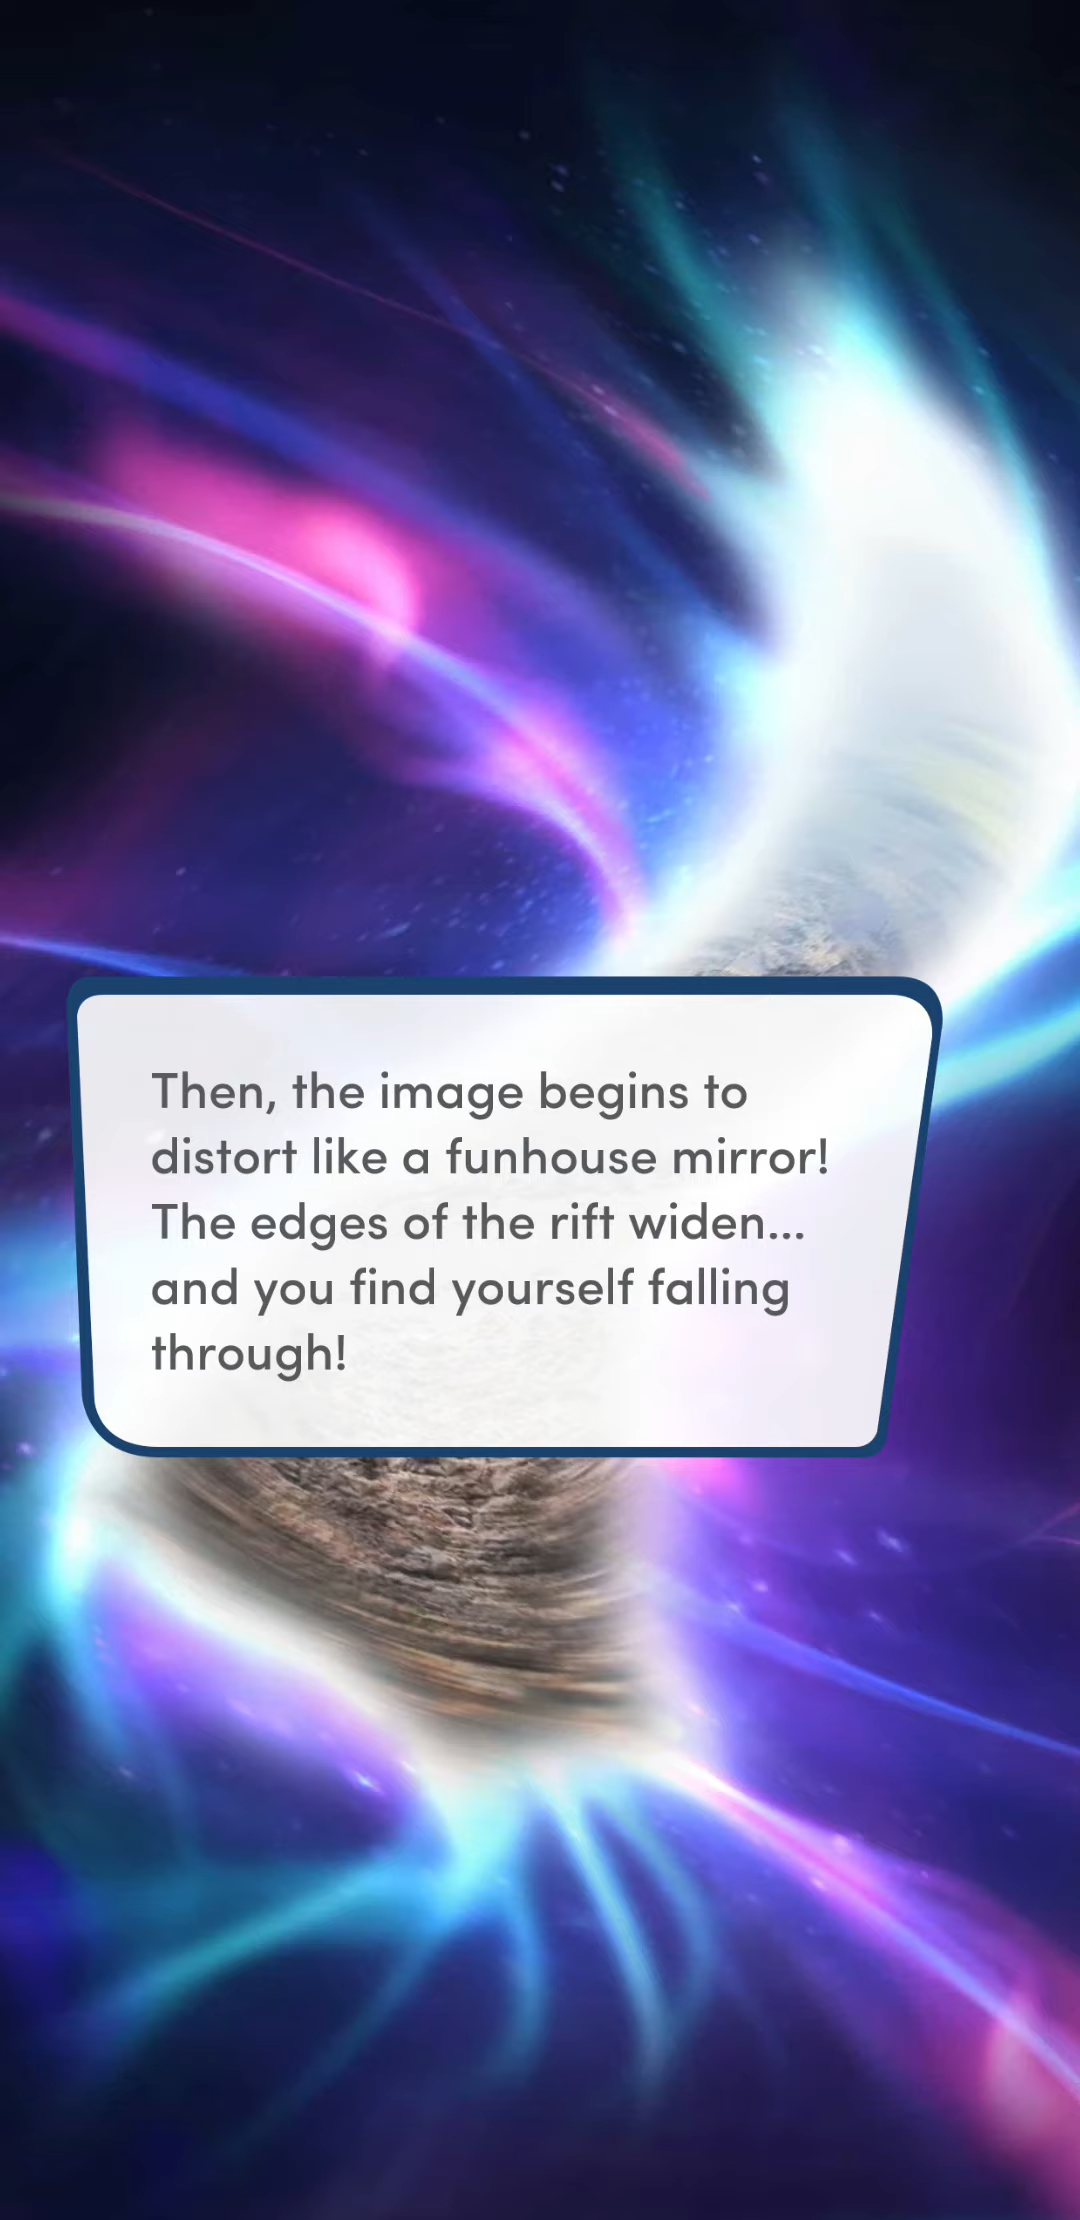 Then, the image begins to
distort like a funhouse mirror!
The edges of the rift widen...
and you find yourself falling
through!